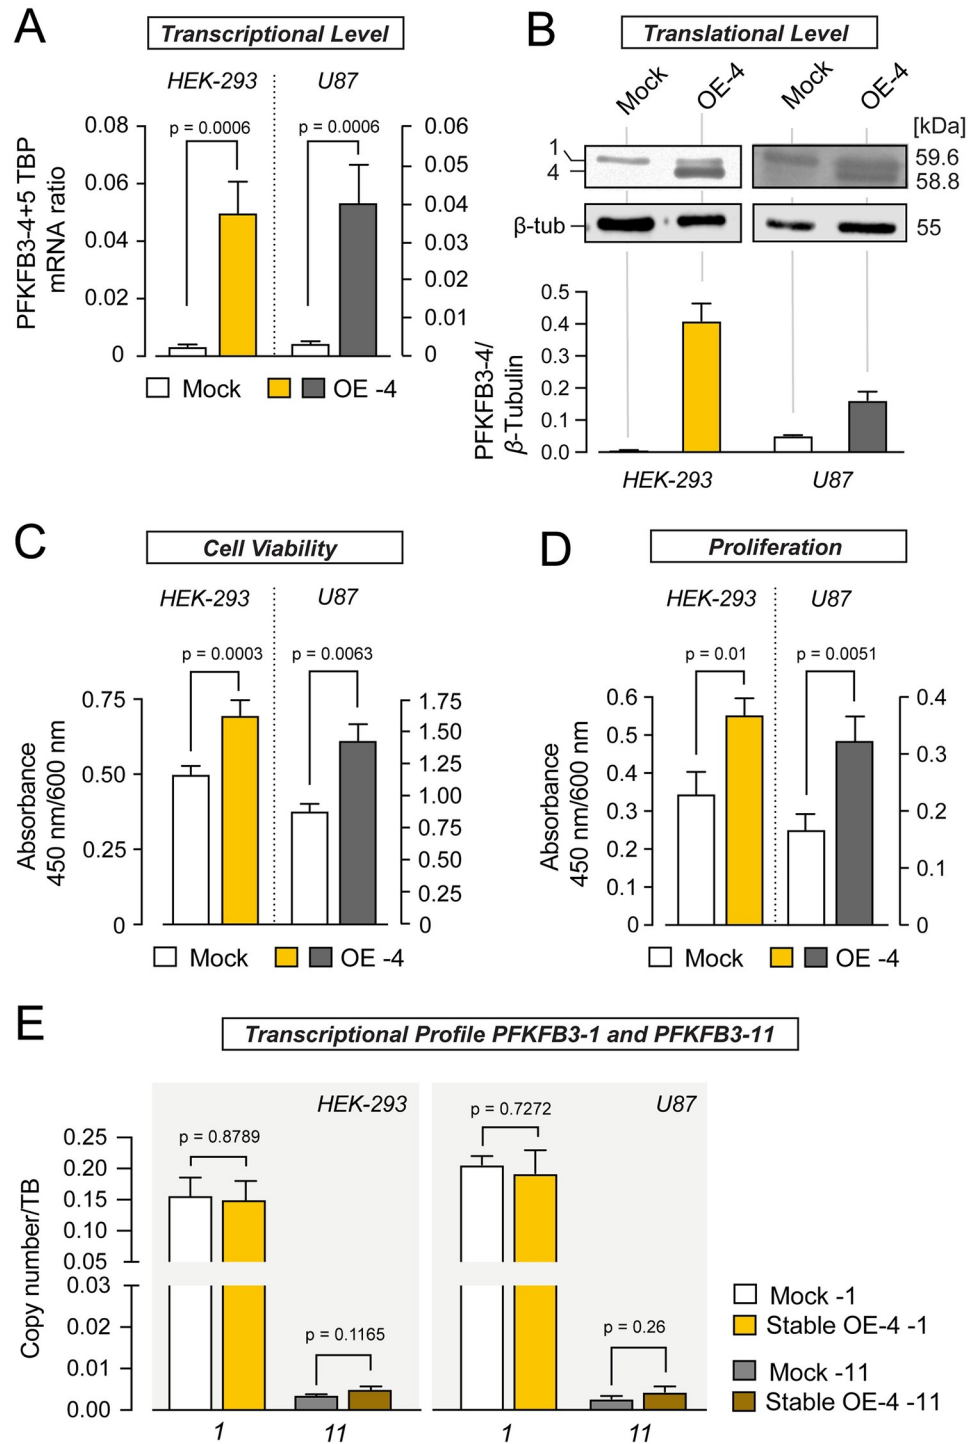 A
Transcriptional Level
HEK-293
U87
PFKFB3-4+5 TBP
mRNA ratio
0.08
0.06
0.04
0.02
0
p = 0.0006
p = 0.0006
0.06
0.05
0.04
0.03
0.02
0.01
0
Mock
OE -4
B
Translational Level
Mock
OE-4
Mock
OE-4
[kDa]
1
4
59.6
58.8
β-tub
55
PFKFB3-4/
β-Tubulin
0.5
0.4
0.3
0.2
0.1
0.0
HEK-293
U87
C
Cell Viability
HEK-293
U87
p = 0.0003
p = 0.0063
Absorbance
450 nm/600 nm
0.75
0.50
0.25
0
1.75
1.50
1.25
1.00
0.75
0.50
0.25
0
Mock
OE -4
D
Proliferation
HEK-293
U87
p = 0.01
p = 0.0051
Absorbance
450 nm/600 nm
0.6
0.5
0.4
0.3
0.2
0.1
0
0.4
0.3
0.2
0.1
0
Mock
OE -4
E
Transcriptional Profile PFKFB3-1 and PFKFB3-11
HEK-293
U87
Copy number/TB
0.25
0.20
0.15
0.10
0.05
0.03
0.02
0.01
0.00
p = 0.8789
p = 0.1165
p = 0.7272
p = 0.26
1
11
1
11
Mock -1
Stable OE-4 -1
Mock -11
Stable OE-4 -11